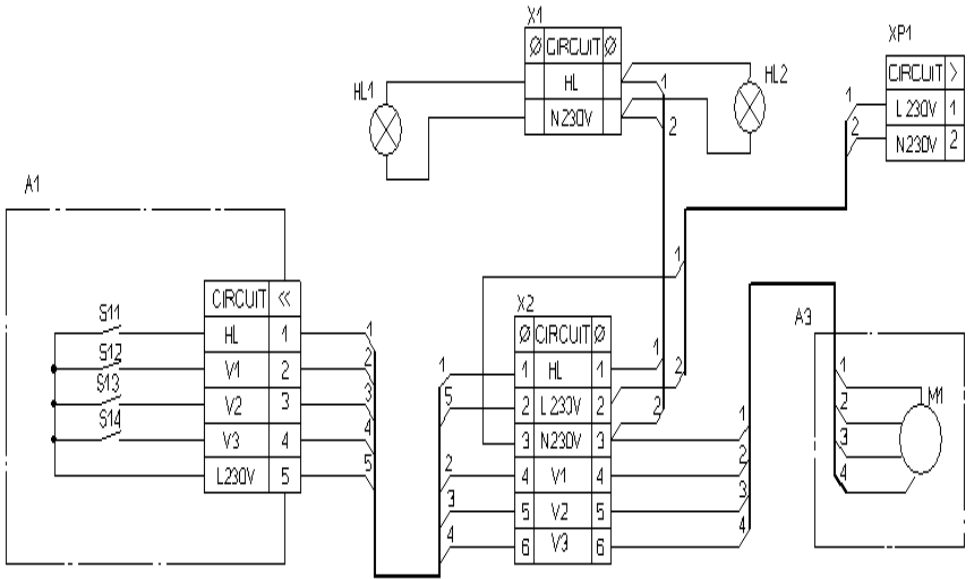 X1
Ø CIRCUIT Ø
HL
N230V
HL1
HL2
1
2
XP1
CIRCUIT >
L 230V 1
N230V 2
1
2
A1
CIRCUIT <<
HL 1
V1 2
V2 3
V3 4
L230V 5
S11
S12
S13
S14
1
2
3
4
5
X2
Ø CIRCUIT Ø
1 HL 1
2 L 230V 2
3 N230V 3
4 V1 4
5 V2 5
6 V3 6
1
5
2
3
4
1
1
2
2
1
2
3
4
A3
1
2
3
4
M1